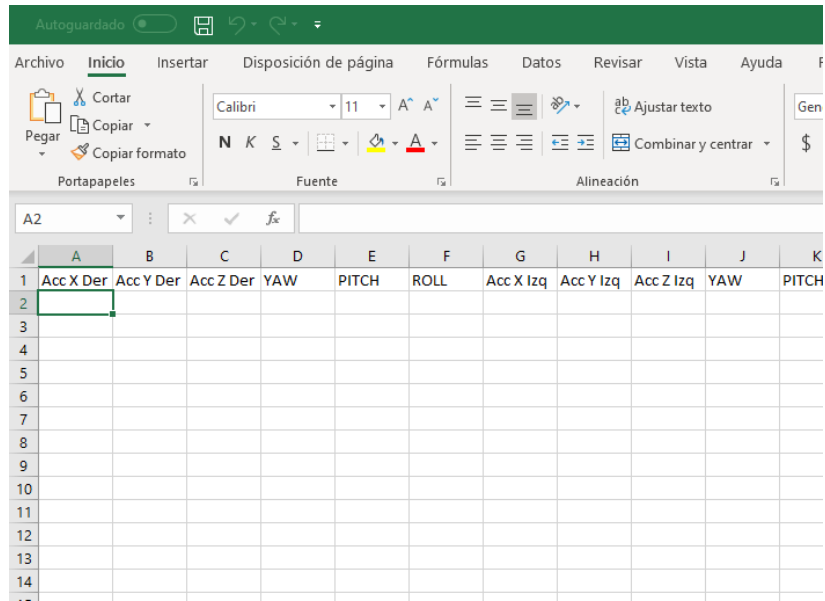 Autoguardado
Archivo Inicio Insertar Disposición de página Fórmulas Datos Revisar Vista Ayuda
Cortar
Copiar
Copiar formato
Pegar
Calibri 11 A A
N K S A
ab Ajustar texto
Combinar y centrar
Gen
$
Portapapeles Fuente Alineación
A2 fx
A B C D E F G H I J K
1 Acc X Der Acc Y Der Acc Z Der YAW PITCH ROLL Acc X Izq Acc Y Izq Acc Z Izq YAW PITCH
2
3
4
5
6
7
8
9
10
11
12
13
14